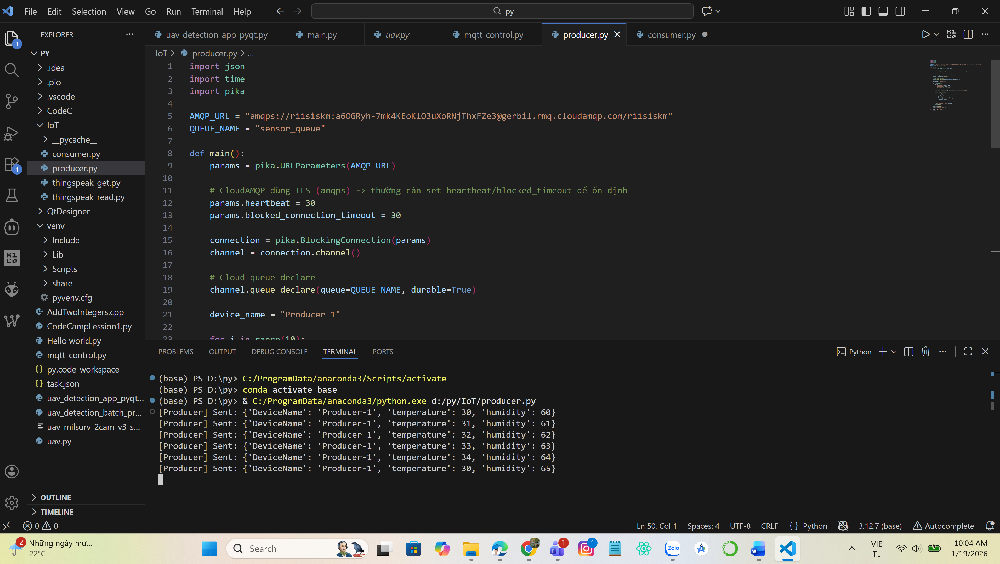 File Edit Selection View Go Run Terminal Help
py
EXPLORER
1
PY
.idea
.pio
.vscode
CodeC
IoT
__pycache__
consumer.py
producer.py
thingspeak_get.py
thingspeak_read.py
QtDesigner
venv
Include
Lib
Scripts
share
pyvenv.cfg
AddTwoIntegers.cpp
CodeCampLession1.py
Hello world.py
mqtt_control.py
py.code-workspace
task.json
uav_detection_app_pyqt...
uav_detection_batch_pr...
uav_milsurv_2cam_v3_s...
uav.py
OUTLINE
TIMELINE
1
uav_detection_app_pyqt.py main.py uav.py mqtt_control.py producer.py consumer.py
IoT > producer.py > ...
1 import json
2 import time
3 import pika
4
5 AMQP_URL = "amqps://riisiskm:a6OGRyh-7mk4KEoKlO3uXoRNjThxFZe3@gerbil.rmq.cloudamqp.com/riisiskm"
6 QUEUE_NAME = "sensor_queue"
7
8 def main():
9 params = pika.URLParameters(AMQP_URL)
10
11 # CloudAMQP dùng TLS (amqps) -> thường cần set heartbeat/blocked_timeout để ổn định
12 params.heartbeat = 30
13 params.blocked_connection_timeout = 30
14
15 connection = pika.BlockingConnection(params)
16 channel = connection.channel()
17
18 # Cloud queue declare
19 channel.queue_declare(queue=QUEUE_NAME, durable=True)
20
21 device_name = "Producer-1"
22
23 for i in range(10):
PROBLEMS OUTPUT DEBUG CONSOLE TERMINAL PORTS
Python
(base) PS D:\py> C:/ProgramData/anaconda3/Scripts/activate
(base) PS D:\py> conda activate base
(base) PS D:\py> & C:/ProgramData/anaconda3/python.exe d:/py/IoT/producer.py
[Producer] Sent: {'DeviceName': 'Producer-1', 'temperature': 30, 'humidity': 60}
[Producer] Sent: {'DeviceName': 'Producer-1', 'temperature': 31, 'humidity': 61}
[Producer] Sent: {'DeviceName': 'Producer-1', 'temperature': 32, 'humidity': 62}
[Producer] Sent: {'DeviceName': 'Producer-1', 'temperature': 33, 'humidity': 63}
[Producer] Sent: {'DeviceName': 'Producer-1', 'temperature': 34, 'humidity': 64}
[Producer] Sent: {'DeviceName': 'Producer-1', 'temperature': 30, 'humidity': 65}
0 0
Ln 50, Col 1 Spaces: 4 UTF-8 CRLF { } Python 3.12.7 (base) Autocomplete
2
Những ngày mư...
22°C
Search
1
1
Zalo
VIE
TL
10:04 AM
1/19/2026